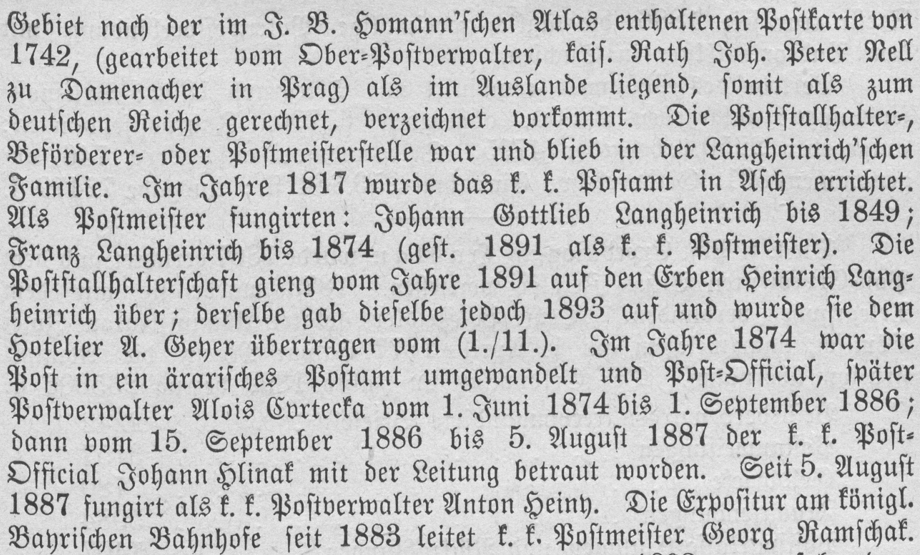 Gebiet nach der im J. B. Homann'schen Atlas enthaltenen Postkarte von
1742, (gearbeitet vom Ober-Postverwalter, kais. Rath Joh. Peter Nell
zu Damenacher in Prag) als im Auslande liegend, somit als zum
deutschen Reiche gerechnet, verzeichnet vorkommt. Die Poststallhalter-,
Beförderer- oder Postmeisterstelle war und blieb in der Langheinrich'schen
Familie. Im Jahre 1817 wurde das k. k. Postamt in Asch errichtet.
Als Postmeister fungirten: Johann Gottlieb Langheinrich bis 1849;
Franz Langheinrich bis 1874 (gest. 1891 als k. k. Postmeister). Die
Poststallhalterschaft gieng vom Jahre 1891 auf den Erben Heinrich Lang-
heinrich über; derselbe gab dieselbe jedoch 1893 auf und wurde sie dem
Hotelier A. Geyer übertragen vom (1./11.). Im Jahre 1874 war die
Post in ein ärarisches Postamt umgewandelt und Post-Official, später
Postverwalter Alois Cvrtecka vom 1. Juni 1874 bis 1. September 1886;
dann vom 15. September 1886 bis 5. August 1887 der k. k. Post-
Official Johann Hlinak mit der Leitung betraut worden. Seit 5. August
1887 fungirt als k. k. Postverwalter Anton Heiny. Die Expositur am königl.
Bayrischen Bahnhofe seit 1883 leitet k. k. Postmeister Georg Ramschak.